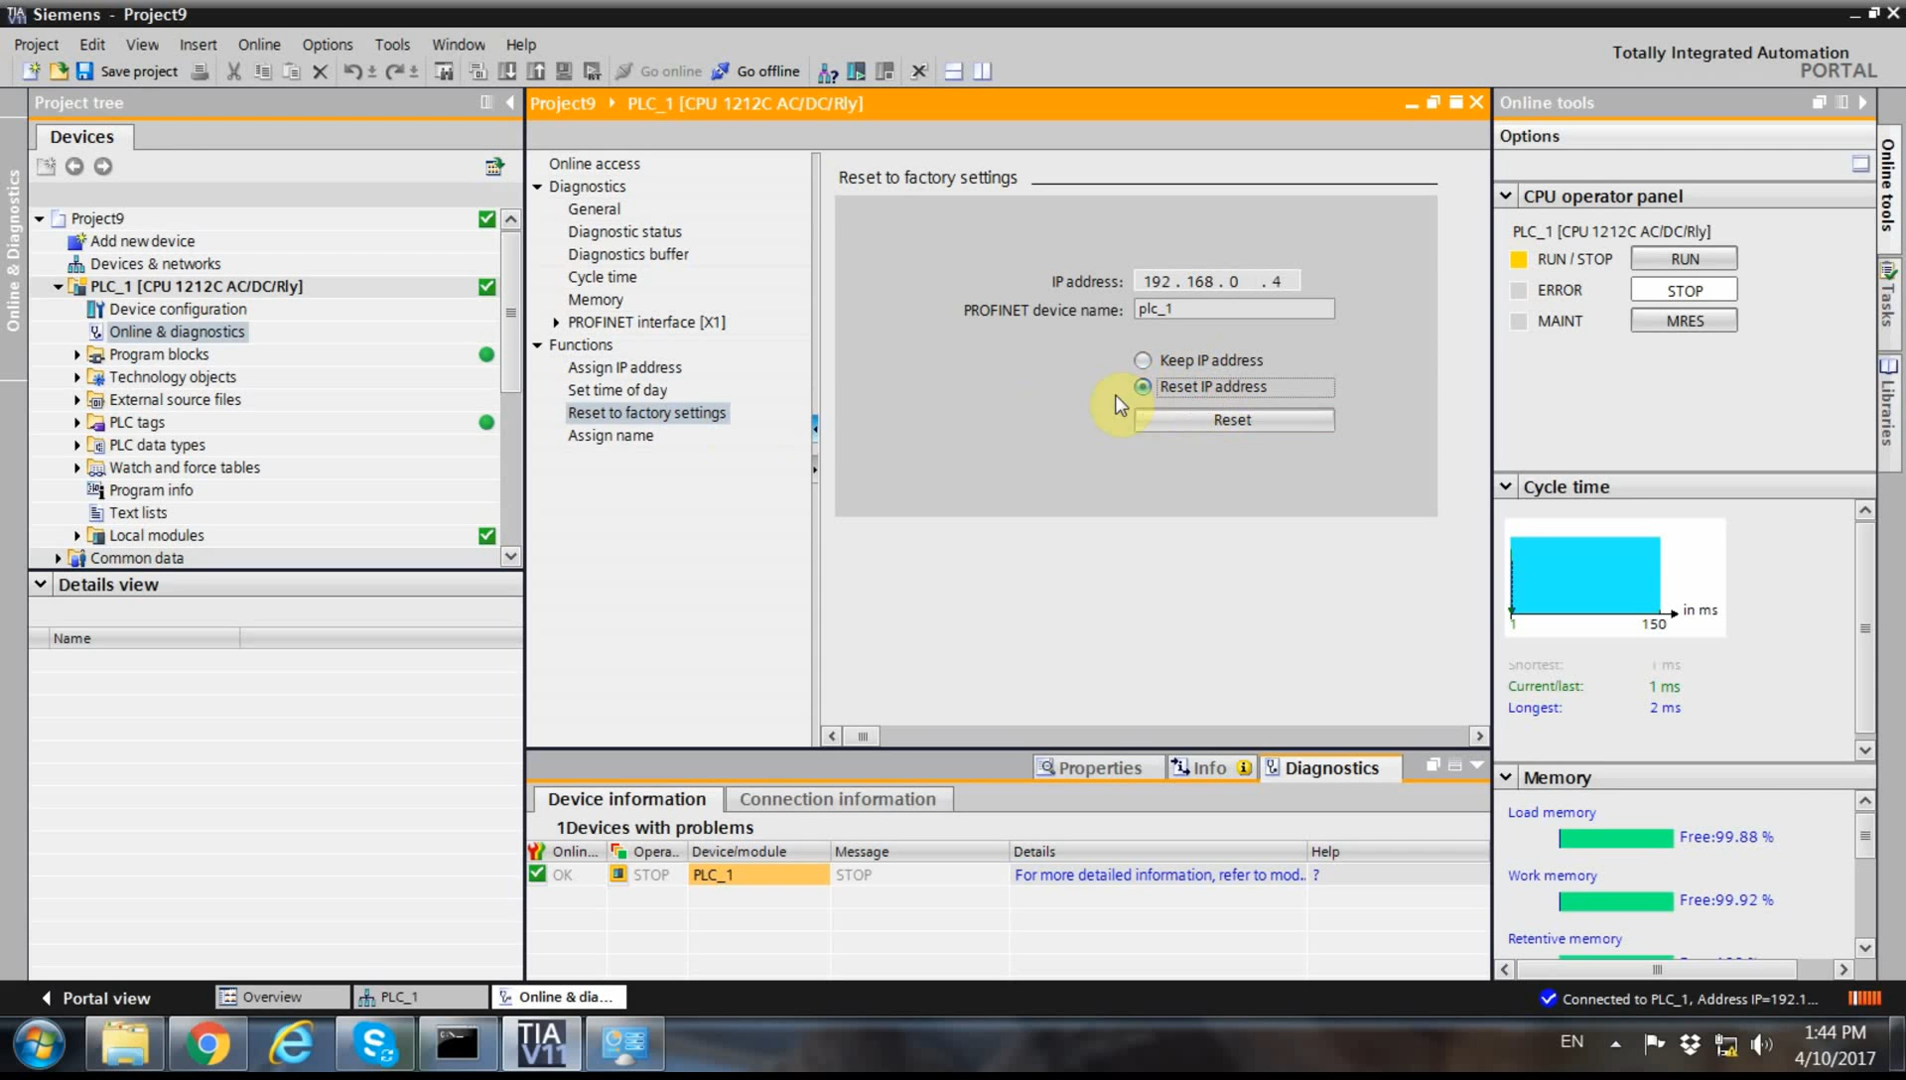 Siemens - Project9
Project Edit View Insert Online Options Tools Window Help
Save project Go online Go offline
Totally Integrated Automation
PORTAL
Project tree
Devices
Online & Diagnostics
Project9
Add new device
Devices & networks
PLC_1 [CPU 1212C AC/DC/Rly]
Device configuration
Online & diagnostics
Program blocks
Technology objects
External source files
PLC tags
PLC data types
Watch and force tables
Program info
Text lists
Local modules
Common data
Details view
Name
Project9 PLC_1 [CPU 1212C AC/DC/Rly]
Online access
Diagnostics
General
Diagnostic status
Diagnostics buffer
Cycle time
Memory
PROFINET interface [X1]
Functions
Assign IP address
Set time of day
Reset to factory settings
Assign name
Reset to factory settings
IP address: 192 . 168 . 0 . 4
PROFINET device name: plc_1
Keep IP address
Reset IP address
Reset
Properties Info Diagnostics
Device information Connection information
1Devices with problems
Onlin... Opera.. Device/module Message Details Help
OK STOP PLC_1 STOP For more detailed information, refer to mod.. ?
Online tools
Options
CPU operator panel
PLC_1 [CPU 1212C AC/DC/Rly]
RUN / STOP RUN
ERROR STOP
MAINT MRES
Cycle time
in ms
1 150
Shortest: 1 ms
Current/last: 1 ms
Longest: 2 ms
Memory
Load memory
Free:99.88 %
Work memory
Free:99.92 %
Retentive memory
Online tools
Tasks
Libraries
Portal view Overview PLC_1 Online & dia...
Connected to PLC_1, Address IP=192.1...
TIA
V11
EN
1:44 PM
4/10/2017